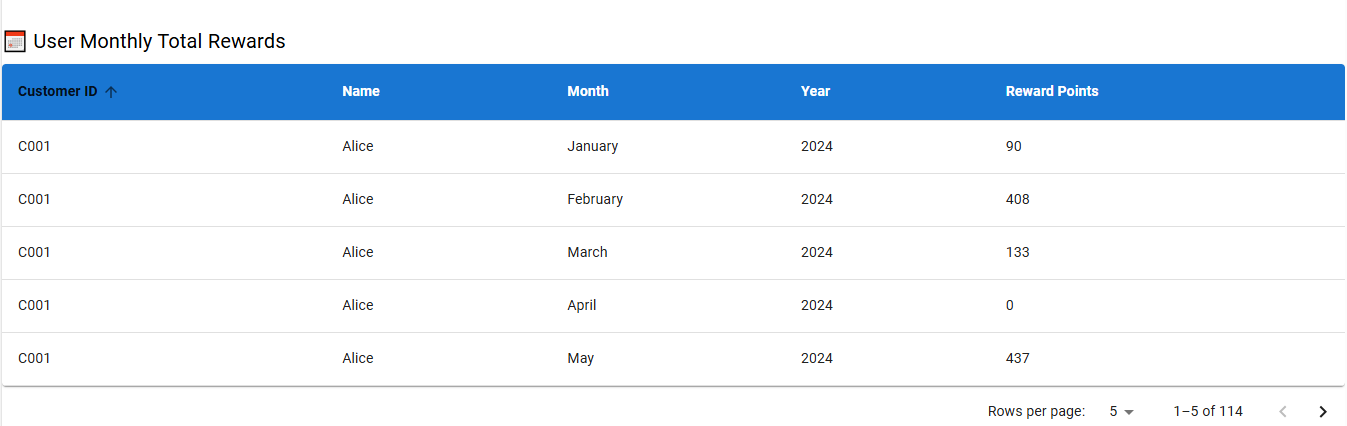 User Monthly Total Rewards
Customer ID Name Month Year Reward Points
C001 Alice January 2024 90
C001 Alice February 2024 408
C001 Alice March 2024 133
C001 Alice April 2024 0
C001 Alice May 2024 437
Rows per page: 5 1–5 of 114